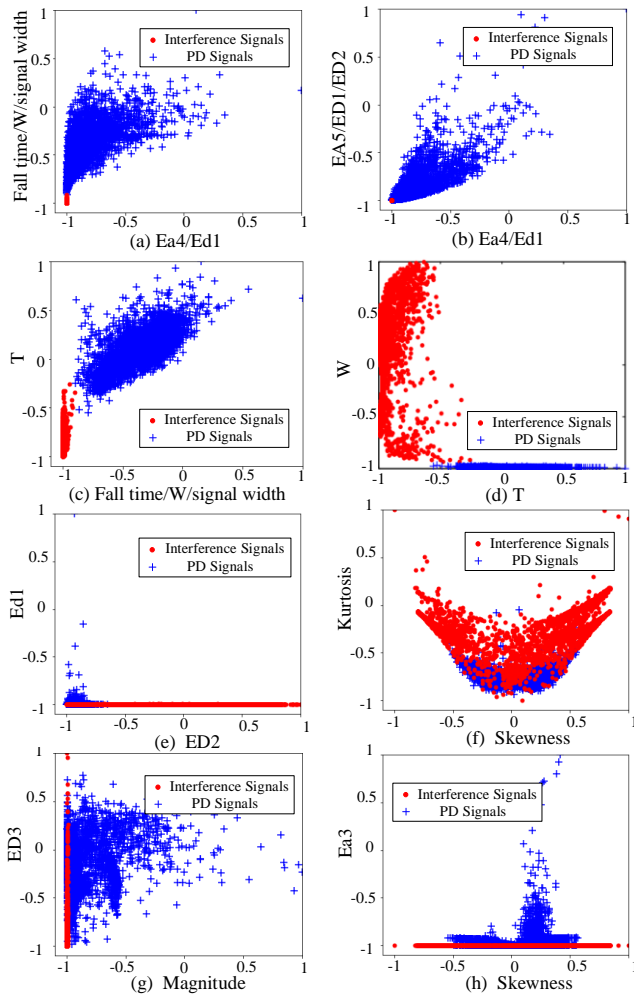 1
Interference Signals
PD Signals
0.5
0
-0.5
-1
Fall time/W/signal width
-1
-0.5
0
0.5
1
(a) Ea4/Ed1
1
Interference Signals
PD Signals
0.5
0
-0.5
-1
EA5/ED1/ED2
-1
-0.5
0
0.5
1
(b) Ea4/Ed1
1
0.5
0
-0.5
-1
T
Interference Signals
PD Signals
-1
-0.5
0
0.5
1
(c) Fall time/W/signal width
1
0.5
0
-0.5
-1
W
Interference Signals
PD Signals
-1
-0.5
0
0.5
1
(d) T
1
Interference Signals
PD Signals
0.5
0
-0.5
-1
Ed1
-1
-0.5
0
0.5
1
(e) ED2
1
Interference Signals
PD Signals
0.5
0
-0.5
-1
Kurtosis
-1
-0.5
0
0.5
1
(f) Skewness
1
Interference Signals
PD Signals
0.5
0
-0.5
-1
ED3
-1
-0.5
0
0.5
1
(g) Magnitude
1
Interference Signals
PD Signals
0.5
0
-0.5
-1
Ea3
-1
-0.5
0
0.5
1
(h) Skewness